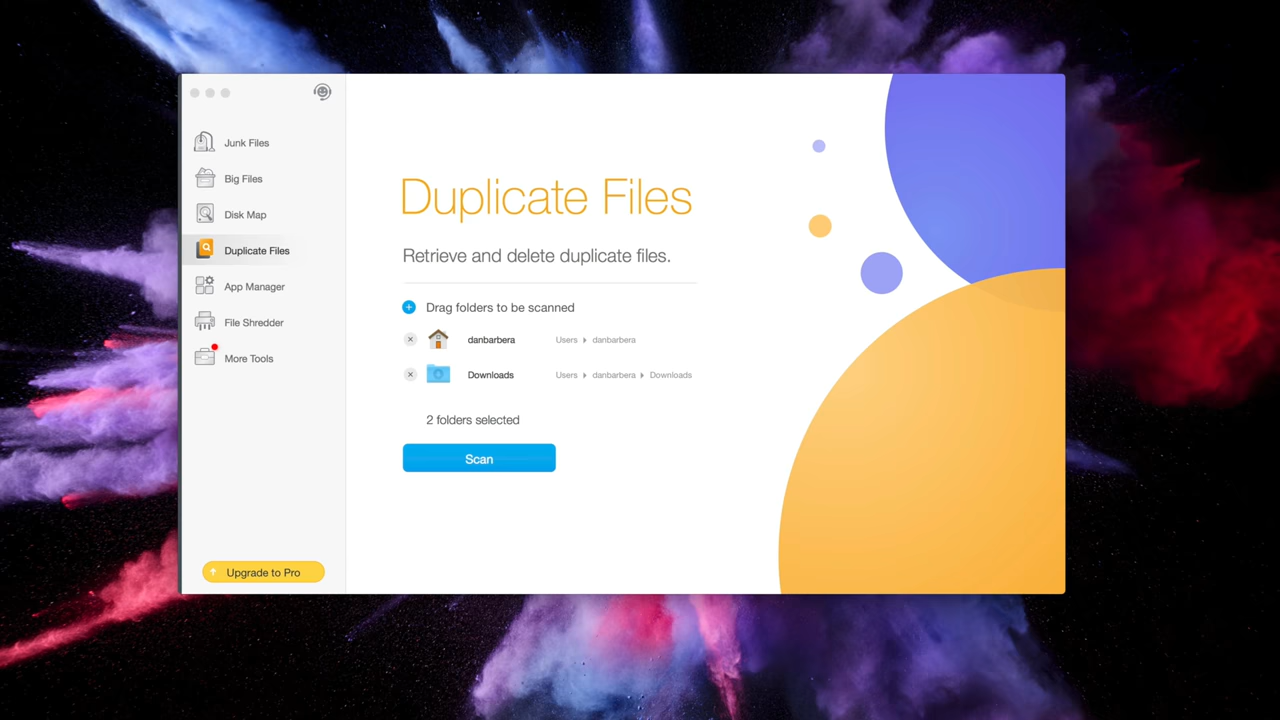 Junk Files
Big Files
Disk Map
Duplicate Files
App Manager
File Shredder
More Tools
Upgrade to Pro
Duplicate Files
Retrieve and delete duplicate files.
Drag folders to be scanned
danbarbera Users danbarbera
Downloads Users danbarbera Downloads
2 folders selected
Scan